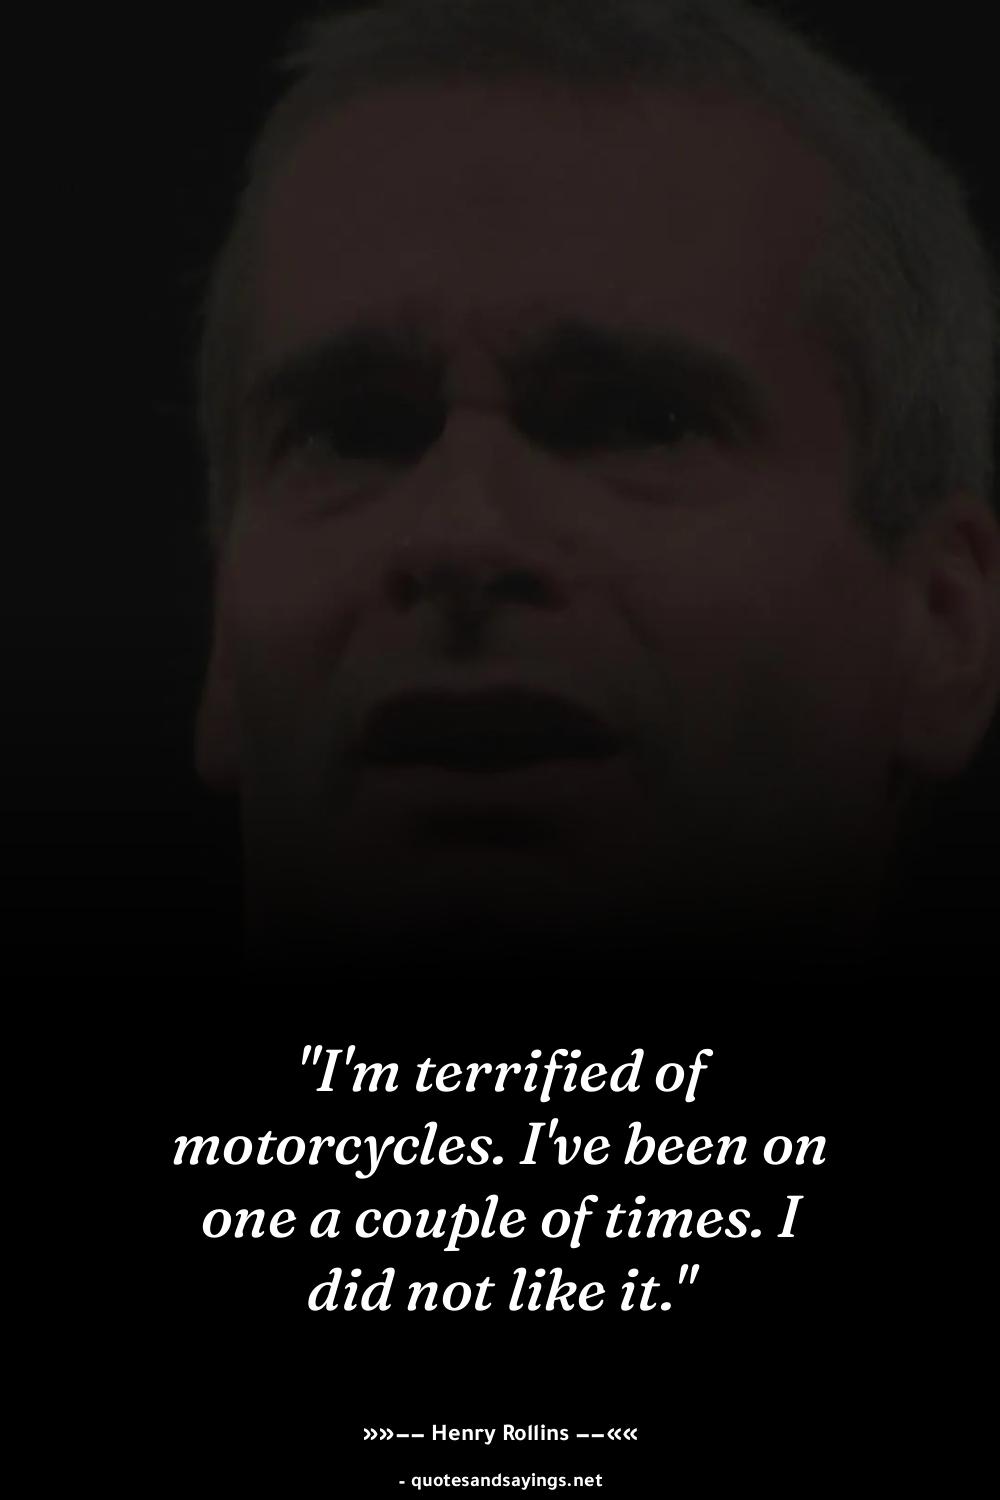 "I'm terrified of
motorcycles. I've been on
one a couple of times. I
did not like it."
»»—— Henry Rollins ——««
- quotesandsayings.net